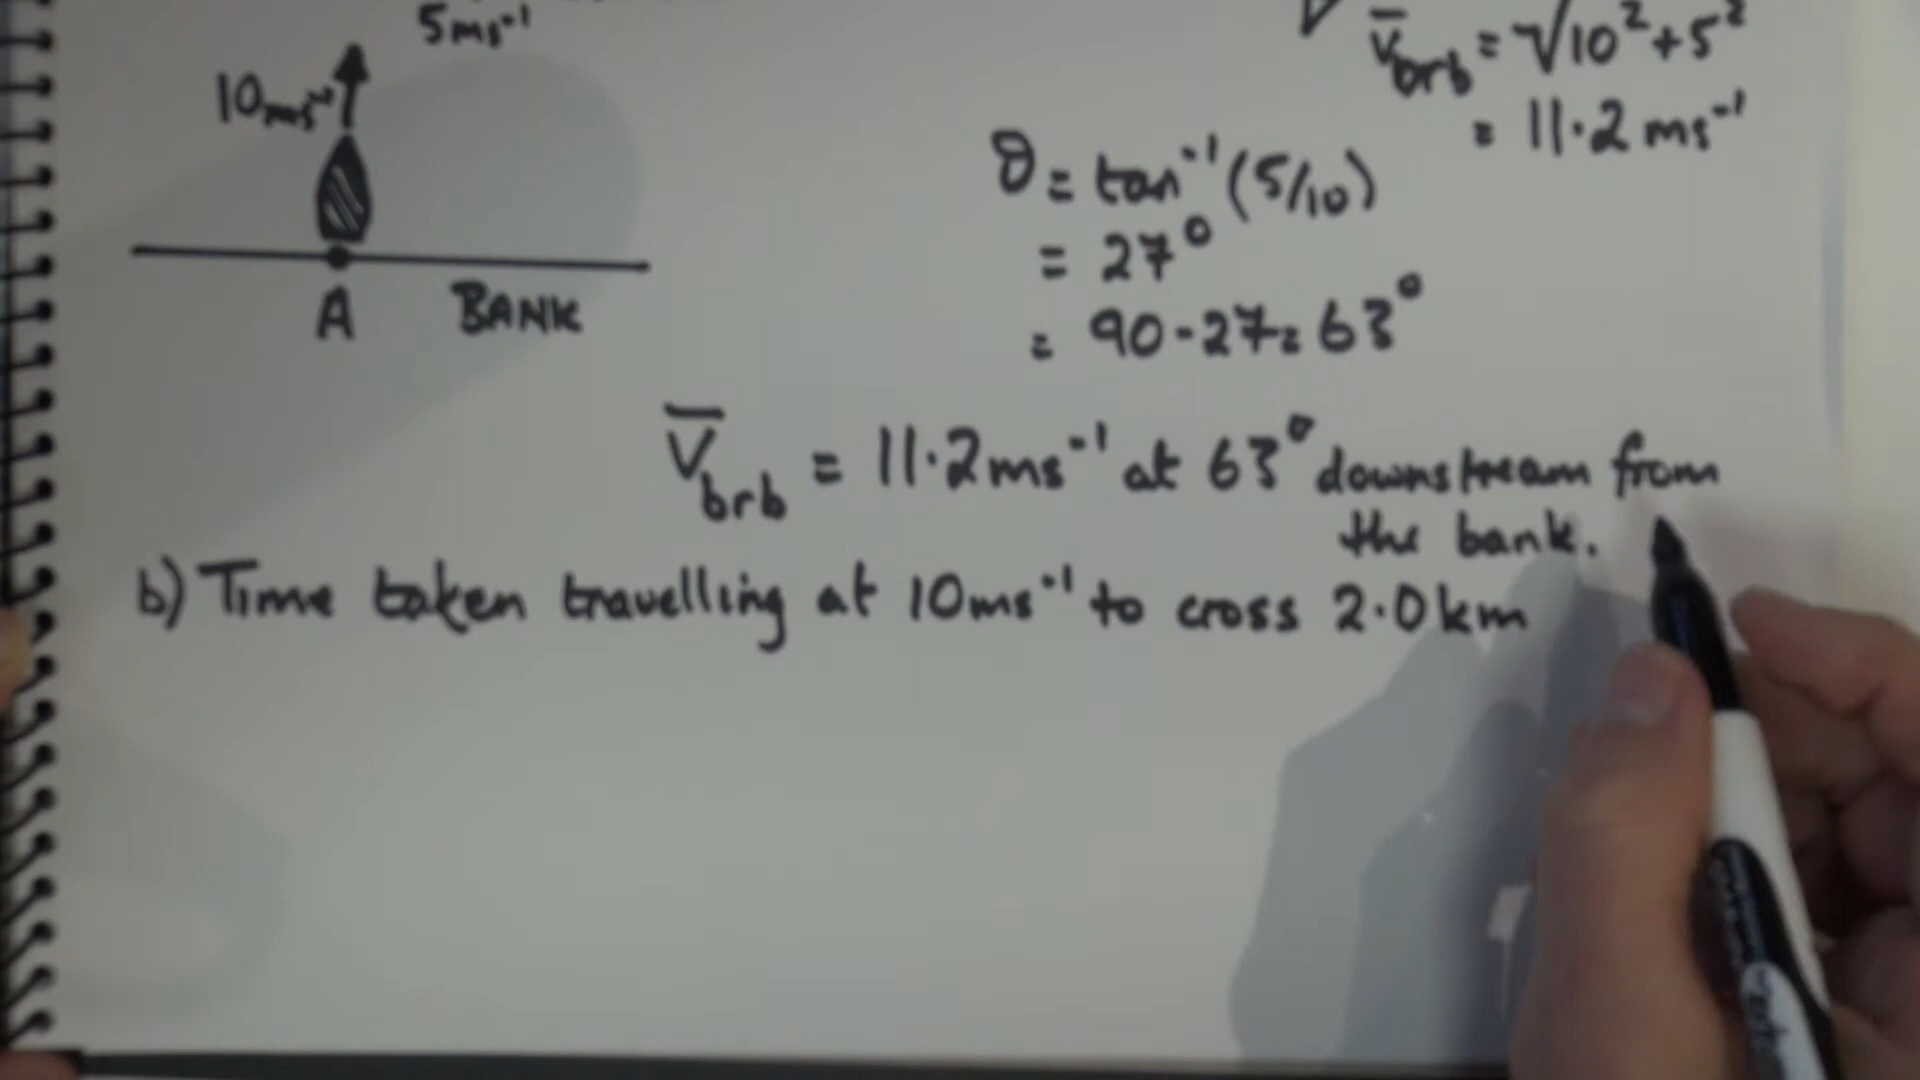 5ms⁻¹
10ms⁻¹
A BANK
V̅brb = √10² + 5²
= 11.2 ms⁻¹
θ = tan⁻¹ (5/10)
= 27°
= 90 - 27 = 63°
V̅brb = 11.2ms⁻¹ at 63° downstream from
the bank.
b) Time taken travelling at 10ms⁻¹ to cross 2.0km